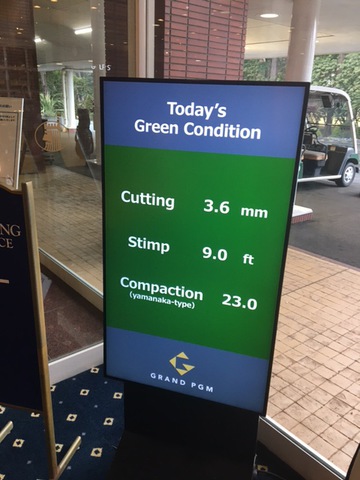 Today's
Green Condition
Cutting 3.6 mm
Stimp 9.0 ft
Compaction 23.0
(yamanaka-type)
GRAND PGM